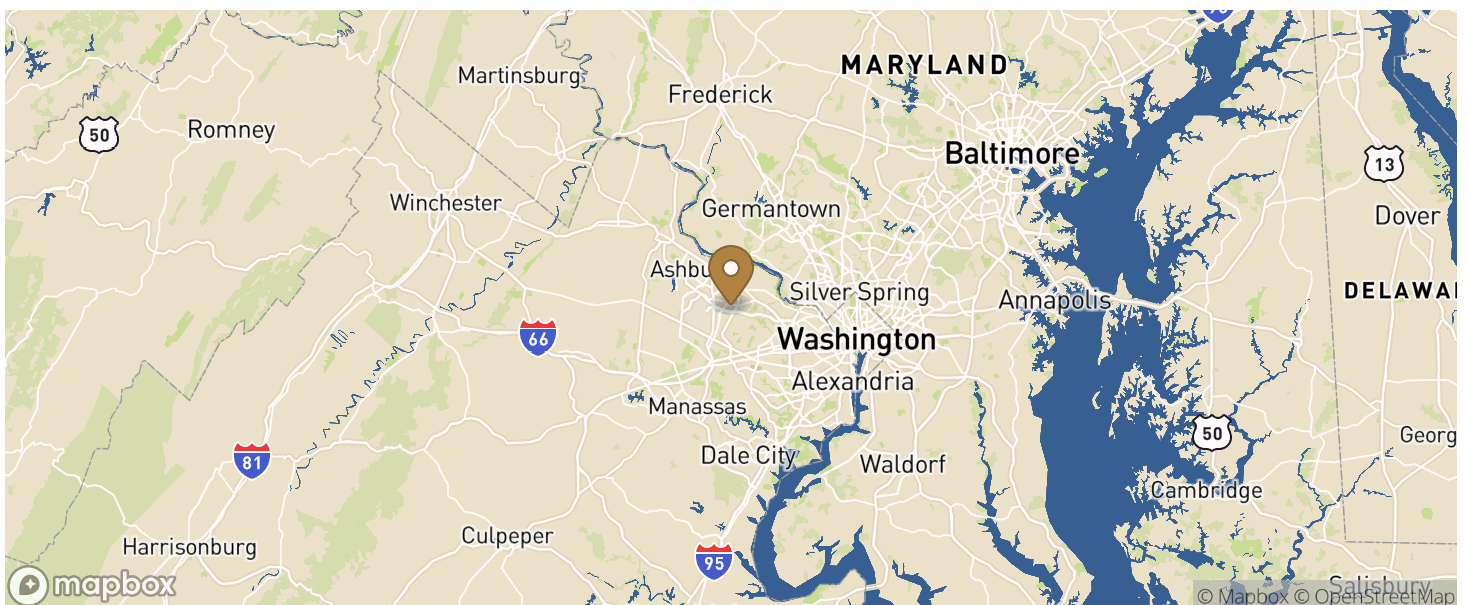 95
MARYLAND
Martinsburg
Frederick
50
Romney
Baltimore
13
Winchester
Germantown
Dover
Ashbu
Silver Spring
Annapolis
DELAWA
66
Washington
Alexandria
Manassas
50
Georg
81
Dale City
Waldorf
Cambridge
Culpeper
Harrisonburg
95
mapbox
Salisbury
© Mapbox © OpenStreetMap